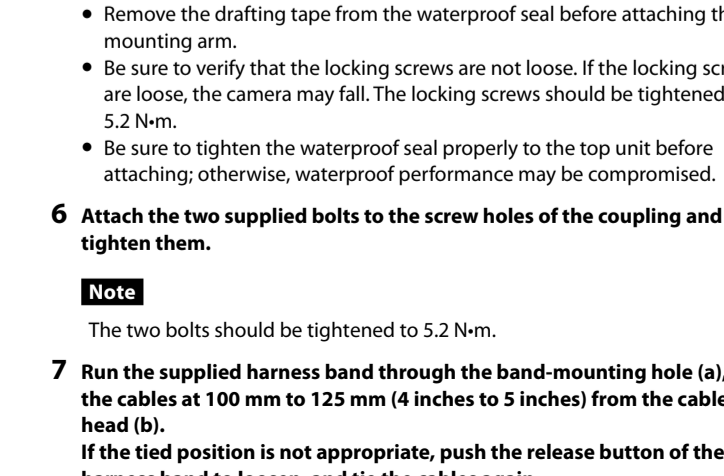 • Remove the drafting tape from the waterproof seal before attaching
mounting arm.
• Be sure to verify that the locking screws are not loose. If the locking
are loose, the camera may fall. The locking screws should be tightened
5.2 N•m.
• Be sure to tighten the waterproof seal properly to the top unit before
attaching; otherwise, waterproof performance may be compromised.
6 Attach the two supplied bolts to the screw holes of the coupling and
tighten them.
Note
The two bolts should be tightened to 5.2 N•m.
7 Run the supplied harness band through the band-mounting hole (a),
the cables at 100 mm to 125 mm (4 inches to 5 inches) from the cable
head (b).
If the tied position is not appropriate, push the release button of the
harness band to loosen, and tie the cables again.